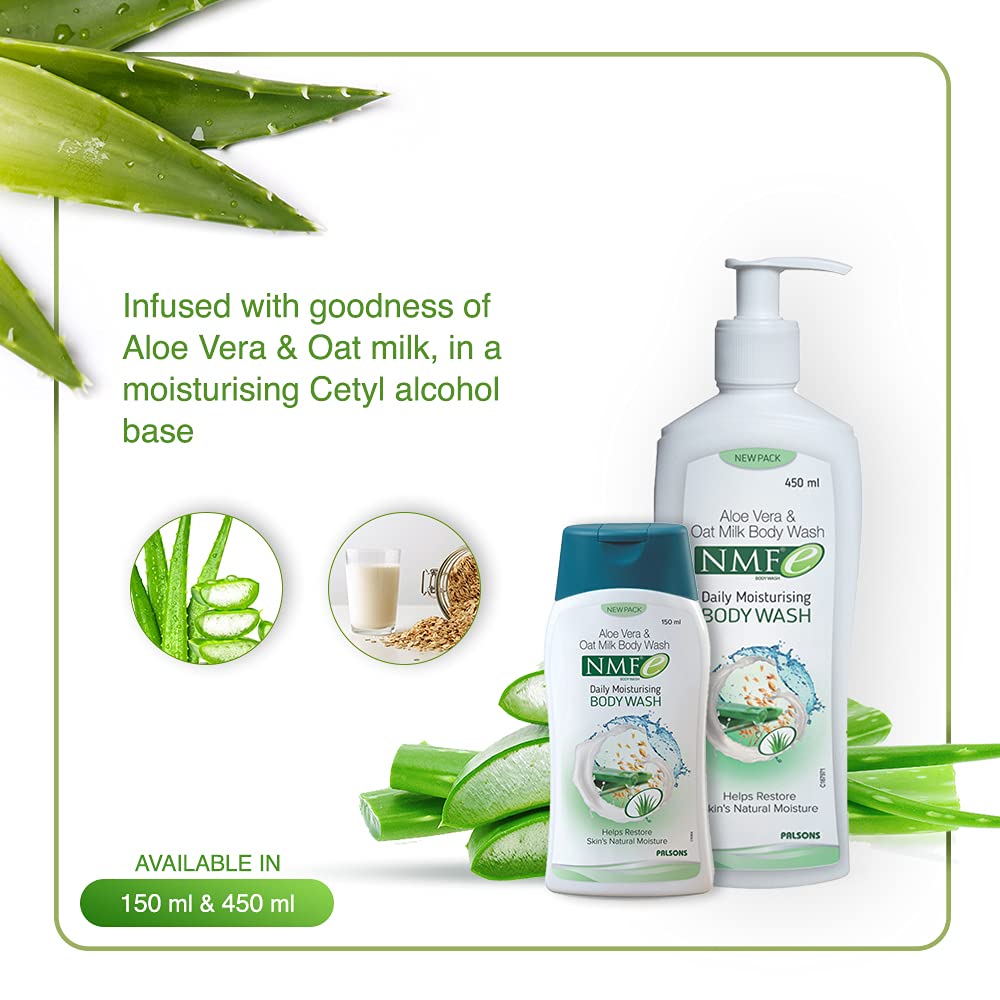 Infused with goodness of
Aloe Vera & Oat milk, in a
moisturising Cetyl alcohol
base
NEW PACK
450 ml
Aloe Vera &
Oat Milk Body Wash
NMFe
BODY WASH
Daily Moisturising
BODY WASH
Helps Restore
Skin's Natural Moisture
PALSONS
NEW PACK
150 ml
Aloe Vera &
Oat Milk Body Wash
NMFe
BODY WASH
Daily Moisturising
BODY WASH
Helps Restore
Skin's Natural Moisture
PALSONS
AVAILABLE IN
150 ml & 450 ml